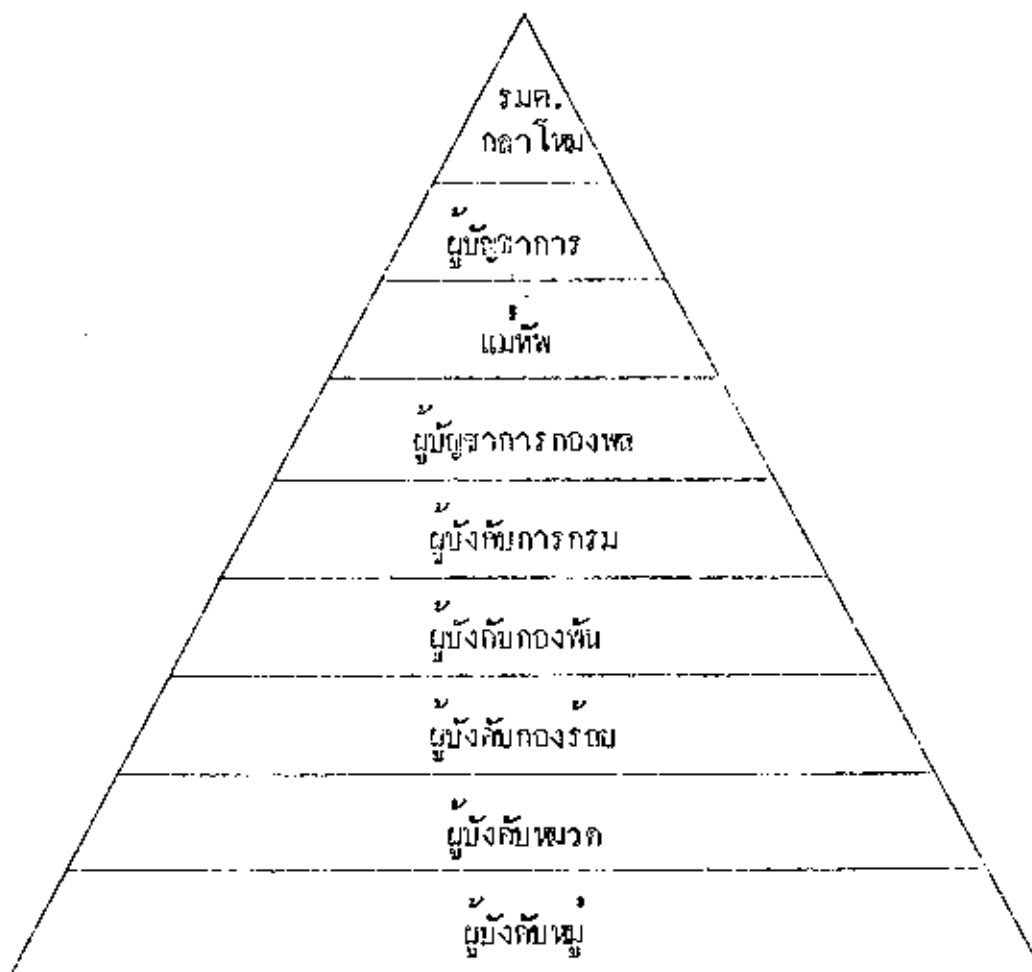 รมต.
กลาโหม
ผู้บัญชาการ
แม่ทัพ
ผู้บัญชาการกองพล
ผู้บังคับการกรม
ผู้บังคับกองพัน
ผู้บังคับกองร้อย
ผู้บังคับหมวด
ผู้บังคับหมู่